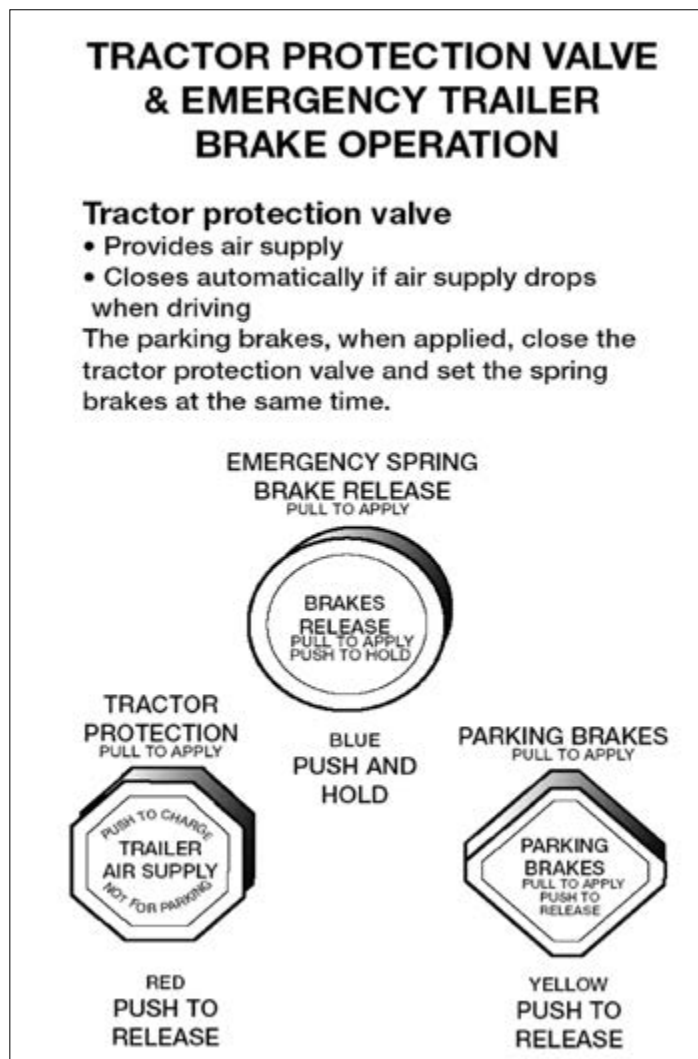 TRACTOR PROTECTION VALVE
& EMERGENCY TRAILER
BRAKE OPERATION
Tractor protection valve
• Provides air supply
• Closes automatically if air supply drops
when driving
The parking brakes, when applied, close the
tractor protection valve and set the spring
brakes at the same time.
EMERGENCY SPRING
BRAKE RELEASE
PULL TO APPLY
BRAKES
RELEASE
PULL TO APPLY
PUSH TO HOLD
BLUE
PUSH AND
HOLD
TRACTOR
PROTECTION
PULL TO APPLY
PUSH TO CHARGE
TRAILER
AIR SUPPLY
NOT FOR PARKING
RED
PUSH TO
RELEASE
PARKING BRAKES
PULL TO APPLY
PARKING
BRAKES
PULL TO APPLY
PUSH TO
RELEASE
YELLOW
PUSH TO
RELEASE